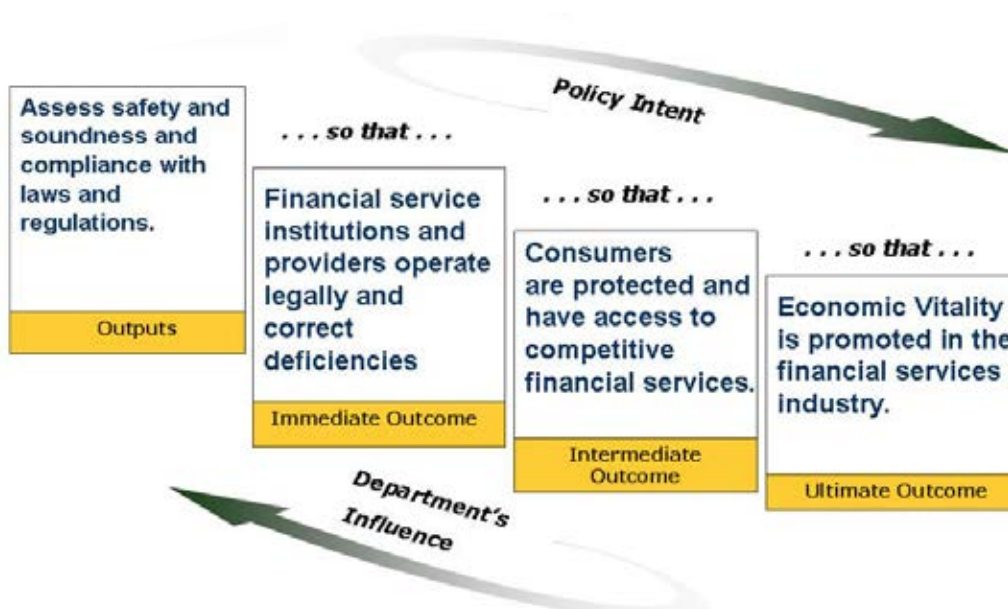 Policy Intent
Assess safety and
soundness and
compliance with
laws and
regulations.
Outputs
. . . so that . . .
Financial service
institutions and
providers operate
legally and
correct
deficiencies
Immediate Outcome
. . . so that . . .
Consumers
are protected and
have access to
competitive
financial services.
Intermediate
Outcome
. . . so that . . .
Economic Vitality
is promoted in the
financial services
industry.
Ultimate Outcome
Department's
Influence